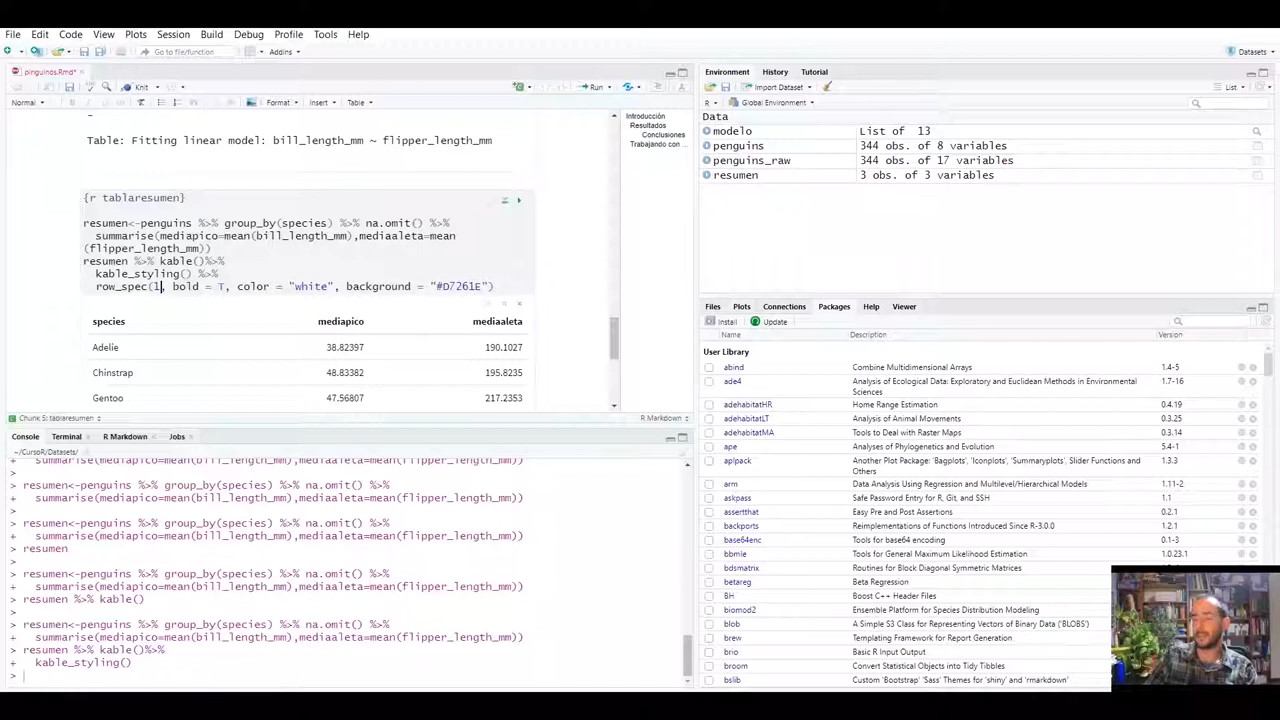 File Edit Code View Plots Session Build Debug Profile Tools Help
Go to file/function Addins Datasets
pinguinos.Rmd*
Knit Run
Normal Format Insert Table
Table: Fitting linear model: bill_length_mm ~ flipper_length_mm
{r tablaresumen}
resumen<-penguins %>% group_by(species) %>% na.omit() %>%
summarise(mediapico=mean(bill_length_mm),mediaaleta=mean
(flipper_length_mm))
resumen %>% kable()%>%
kable_styling() %>%
row_spec(1, bold = T, color = "white", background = "#D7261E")
species mediapico mediaaleta
Adelie 38.82397 190.1027
Chinstrap 48.83382 195.8235
Gentoo 47.56807 217.2353
Chunk 5: tablaresumen R Markdown
Introducción
Resultados
Conclusiones
Trabajando con ...
Console Terminal R Markdown Jobs
~/CursoR/Datasets/
+ summarise(mediapico=mean(bill_length_mm),mediaaleta=mean(flipper_length_mm))
>
> resumen<-penguins %>% group_by(species) %>% na.omit() %>%
+ summarise(mediapico=mean(bill_length_mm),mediaaleta=mean(flipper_length_mm))
>
> resumen<-penguins %>% group_by(species) %>% na.omit() %>%
+ summarise(mediapico=mean(bill_length_mm),mediaaleta=mean(flipper_length_mm))
> resumen
>
> resumen<-penguins %>% group_by(species) %>% na.omit() %>%
+ summarise(mediapico=mean(bill_length_mm),mediaaleta=mean(flipper_length_mm))
> resumen %>% kable()
>
> resumen<-penguins %>% group_by(species) %>% na.omit() %>%
+ summarise(mediapico=mean(bill_length_mm),mediaaleta=mean(flipper_length_mm))
> resumen %>% kable()%>%
+ kable_styling()
>
Environment History Tutorial
Import Dataset List
R Global Environment
Data
modelo List of 13
penguins 344 obs. of 8 variables
penguins_raw 344 obs. of 17 variables
resumen 3 obs. of 3 variables
Files Plots Connections Packages Help Viewer
Install Update
Name Description Version
User Library
abind Combine Multidimensional Arrays 1.4-5
ade4 Analysis of Ecological Data: Exploratory and Euclidean Methods in Environmental 1.7-16
Sciences
adehabitatHR Home Range Estimation 0.4.19
adehabitatLT Analysis of Animal Movements 0.3.25
adehabitatMA Tools to Deal with Raster Maps 0.3.14
ape Analyses of Phylogenetics and Evolution 5.4-1
aplpack Another Plot Package: 'Bagplots', 'Iconplots', 'Summaryplots', Slider Functions and 1.3.3
Others
arm Data Analysis Using Regression and Multilevel/Hierarchical Models 1.11-2
askpass Safe Password Entry for R, Git, and SSH 1.1
assertthat Easy Pre and Post Assertions 0.2.1
backports Reimplementations of Functions Introduced Since R-3.0.0 1.2.1
base64enc Tools for base64 encoding 0.1-3
bbmle Tools for General Maximum Likelihood Estimation 1.0.23.1
bdsmatrix Routines for Block Diagonal Symmetric Matrices
betareg Beta Regression
BH Boost C++ Header Files
biomod2 Ensemble Platform for Species Distribution Modeling
blob A Simple S3 Class for Representing Vectors of Binary Data ('BLOBS')
brew Templating Framework for Report Generation
brio Basic R Input Output
broom Convert Statistical Objects into Tidy Tibbles
bslib Custom 'Bootstrap' 'Sass' Themes for 'shiny' and 'rmarkdown'